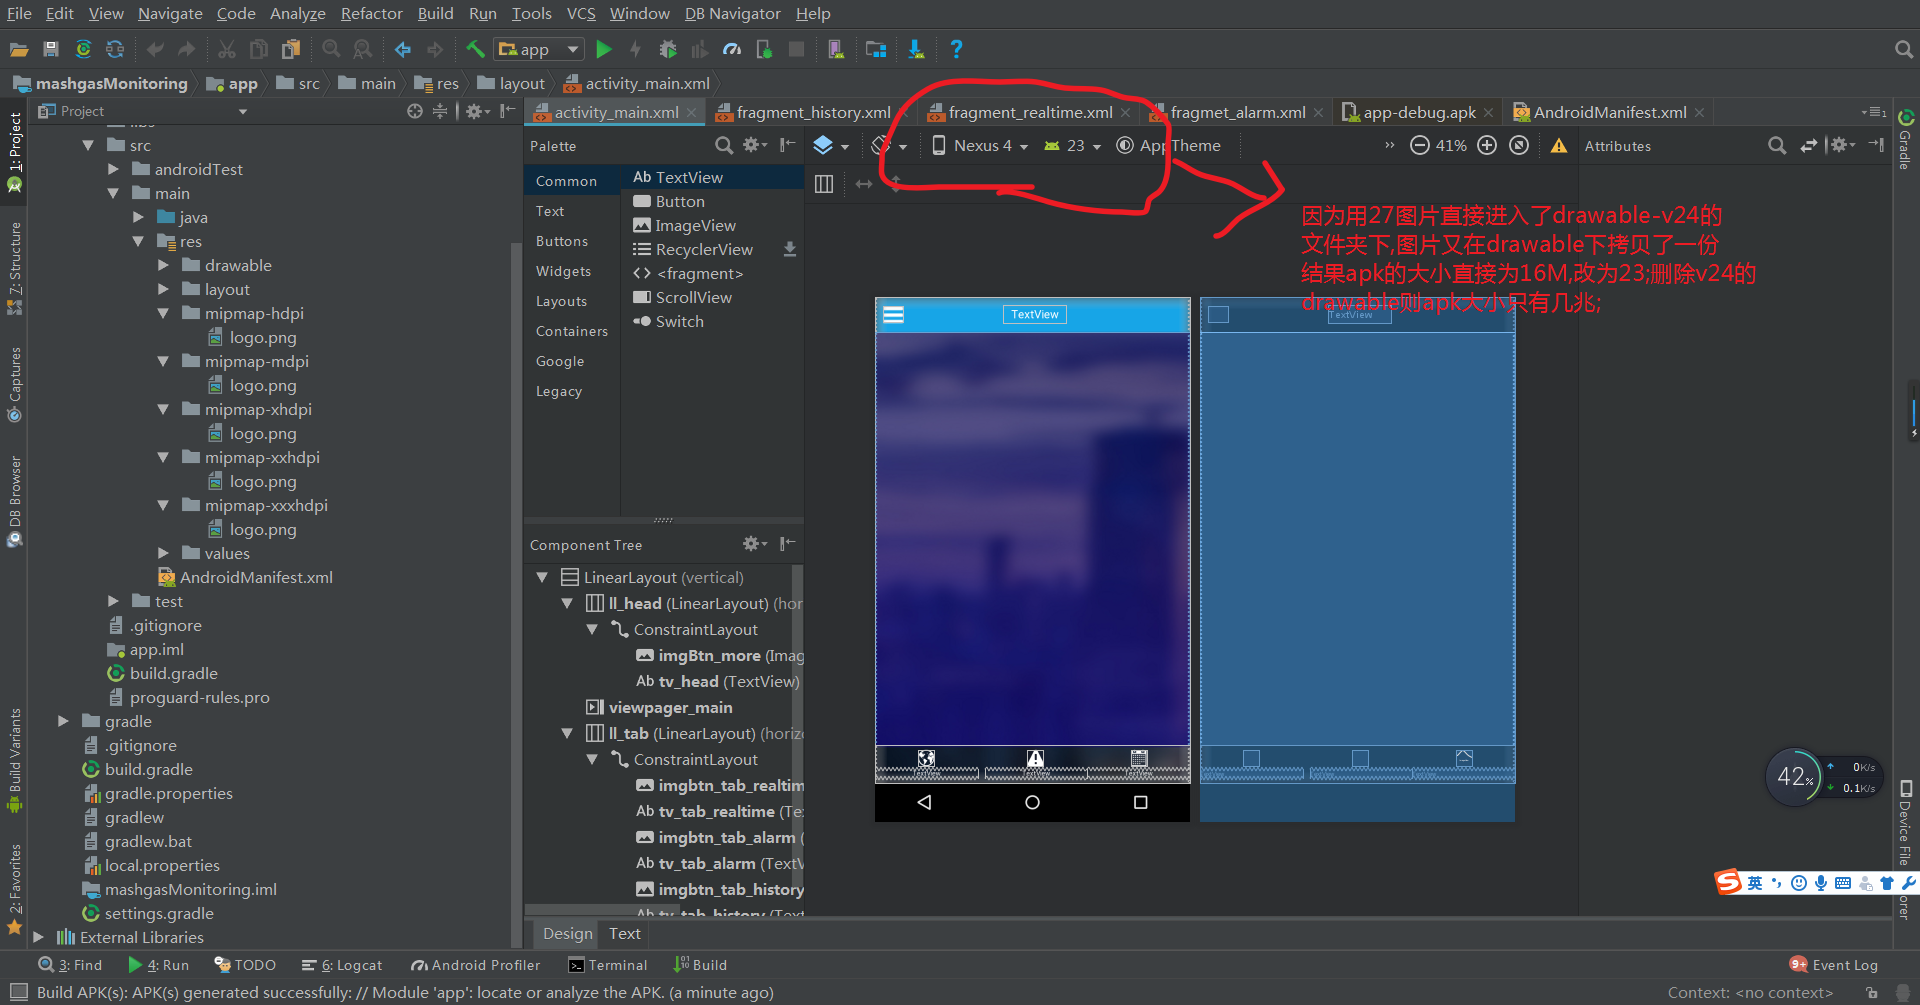 File Edit View Navigate Code Analyze Refactor Build Run Tools VCS Window DB Navigator Help
app
mashgasMonitoring app src main res layout activity_main.xml
Project
activity_main.xml fragment_history.xml fragment_realtime.xml fragmet_alarm.xml app-debug.apk AndroidManifest.xml
1: Project
7: Structure
Captures
DB Browser
Build Variants
2: Favorites
libs
src
androidTest
main
java
res
drawable
layout
mipmap-hdpi
logo.png
mipmap-mdpi
logo.png
mipmap-xhdpi
logo.png
mipmap-xxhdpi
logo.png
mipmap-xxxhdpi
logo.png
values
AndroidManifest.xml
test
.gitignore
app.iml
build.gradle
proguard-rules.pro
gradle
.gitignore
build.gradle
gradle.properties
gradlew
gradlew.bat
local.properties
mashgasMonitoring.iml
settings.gradle
External Libraries
Palette
Common
Text
Buttons
Widgets
Layouts
Containers
Google
Legacy
Ab TextView
Button
ImageView
RecyclerView
<fragment>
ScrollView
Switch
Component Tree
LinearLayout (vertical)
ll_head (LinearLayout) (hor
ConstraintLayout
imgBtn_more (Imag
Ab tv_head (TextView)
viewpager_main
ll_tab (LinearLayout) (horiz
ConstraintLayout
imgbtn_tab_realtim
Ab tv_tab_realtime (Te
imgbtn_tab_alarm (
Ab tv_tab_alarm (TextV
imgbtn_tab_history
Ab tv_tab_history (Text
Design Text
Nexus 4 23 AppTheme 41%
Attributes
因为用27图片直接进入了drawable-v24的
文件夹下,图片又在drawable下拷贝了一份
结果apk的大小直接为16M,改为23;删除v24的
drawable则apk大小只有几兆;
TextView
TextView
TextView TextView TextView
Gradle
Device File
orer
42%
0K/s
0.1K/s
英
3: Find 4: Run TODO 6: Logcat Android Profiler Terminal Build 9+ Event Log
Build APK(s): APK(s) generated successfully: // Module 'app': locate or analyze the APK. (a minute ago)
Context: <no context>